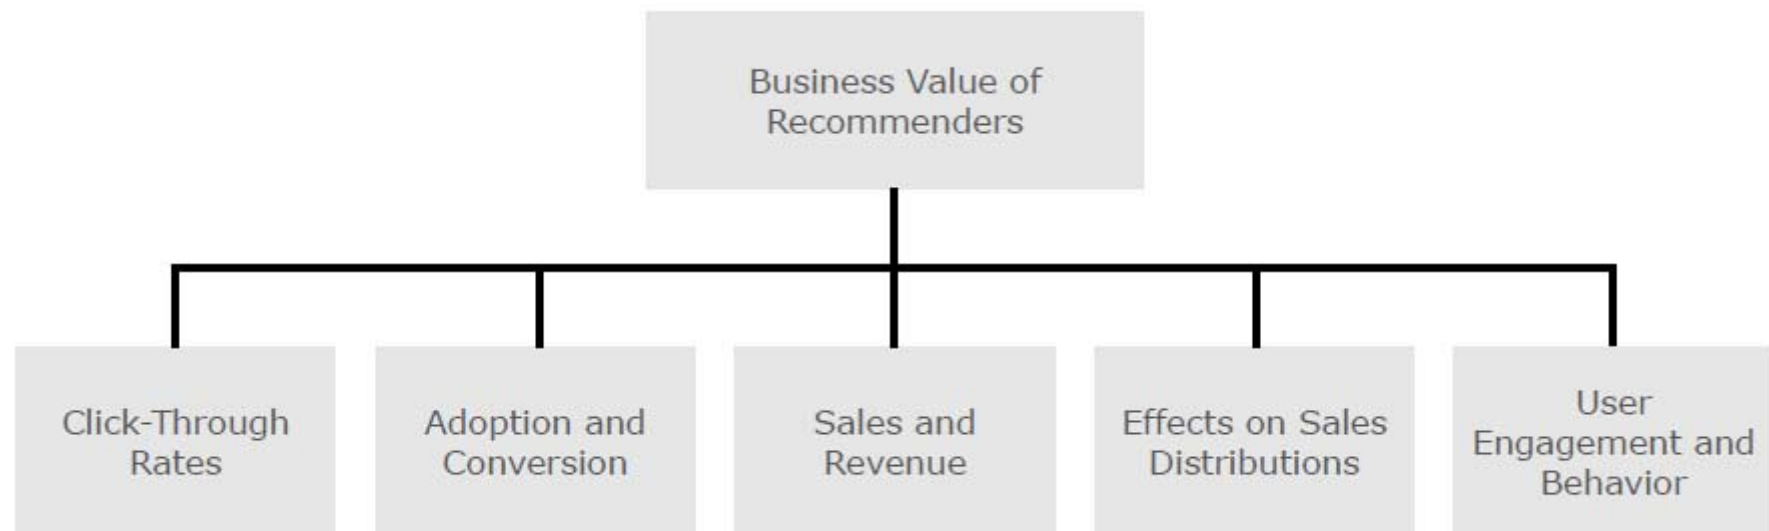 Business Value of
Recommenders
Click-Through
Rates
Adoption and
Conversion
Sales and
Revenue
Effects on Sales
Distributions
User
Engagement and
Behavior